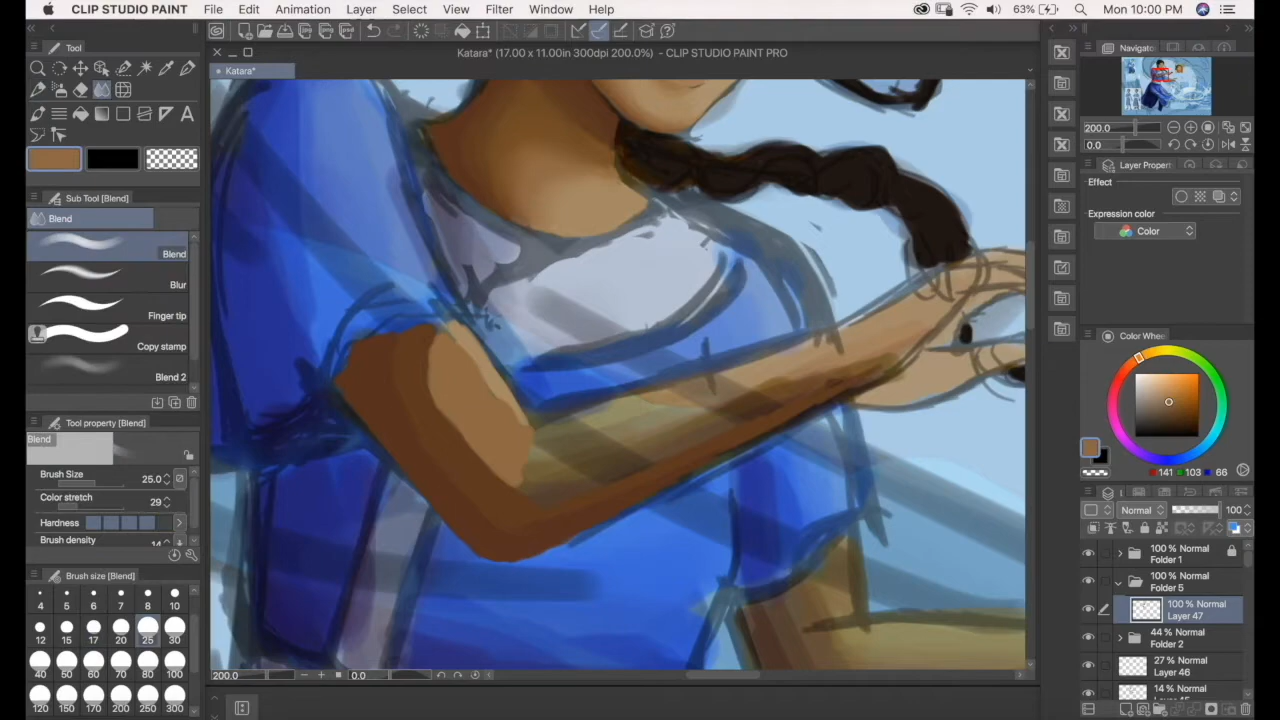 CLIP STUDIO PAINT File Edit Animation Layer Select View Filter Window Help 63% Mon 10:00 PM
Katara* (17.00 x 11.00in 300dpi 200.0%) - CLIP STUDIO PAINT PRO
Tool
Katara*
A
Sub Tool [Blend]
Blend
Blend
Blur
Finger tip
Copy stamp
Blend 2
Tool property [Blend]
Blend
Brush Size 25.0
Color stretch 29
Hardness
Brush density 14
Brush size [Blend]
4 5 6 7 8 10
12 15 17 20 25 30
40 50 60 70 80 100
120 150 170 200 250 300
200.0 0.0
Navigato
200.0
0.0
Layer Proper
Effect
Expression color
Color
Color Whee
141 103 66
Normal 100
100 % Normal
Folder 1
100 % Normal
Folder 5
100 % Normal
Layer 47
44 % Normal
Folder 2
27 % Normal
Layer 46
14 % Normal